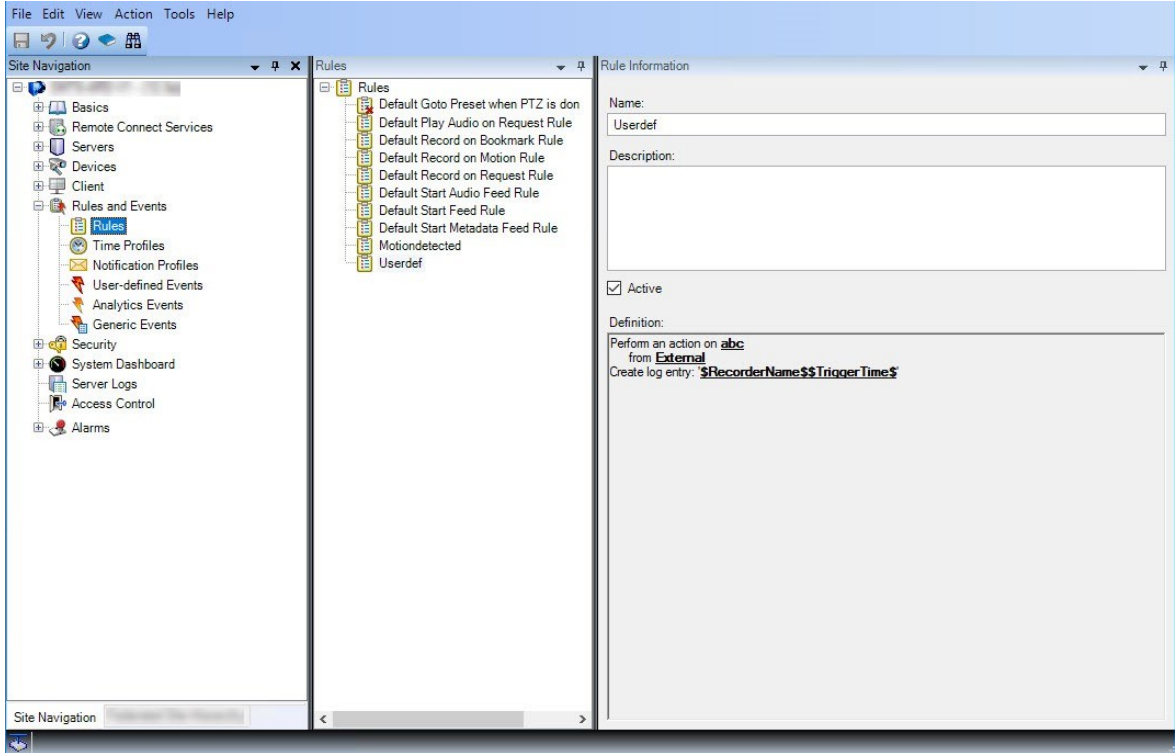 File Edit View Action Tools Help
Site Navigation
Basics
Remote Connect Services
Servers
Devices
Client
Rules and Events
Rules
Time Profiles
Notification Profiles
User-defined Events
Analytics Events
Generic Events
Security
System Dashboard
Server Logs
Access Control
Alarms
Site Navigation
Rules
Rules
Default Goto Preset when PTZ is don
Default Play Audio on Request Rule
Default Record on Bookmark Rule
Default Record on Motion Rule
Default Record on Request Rule
Default Start Audio Feed Rule
Default Start Feed Rule
Default Start Metadata Feed Rule
Motiondetected
Userdef
Rule Information
Name:
Userdef
Description:
Active
Definition:
Perform an action on abc
from External
Create log entry: '$RecorderName$$TriggerTime$'